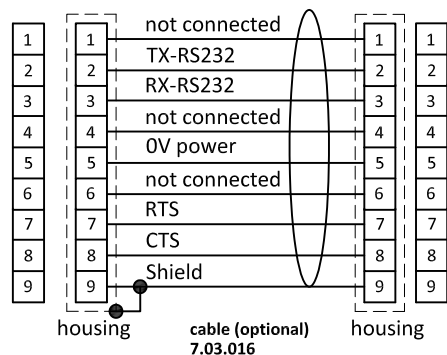 not connected
1 1 1 1
TX-RS232
2 2 2 2
RX-RS232
3 3 3 3
not connected
4 4 4 4
0V power
5 5 5 5
not connected
6 6 6 6
RTS
7 7 7 7
CTS
8 8 8 8
Shield
9 9 9 9
housing cable (optional) housing
7.03.016